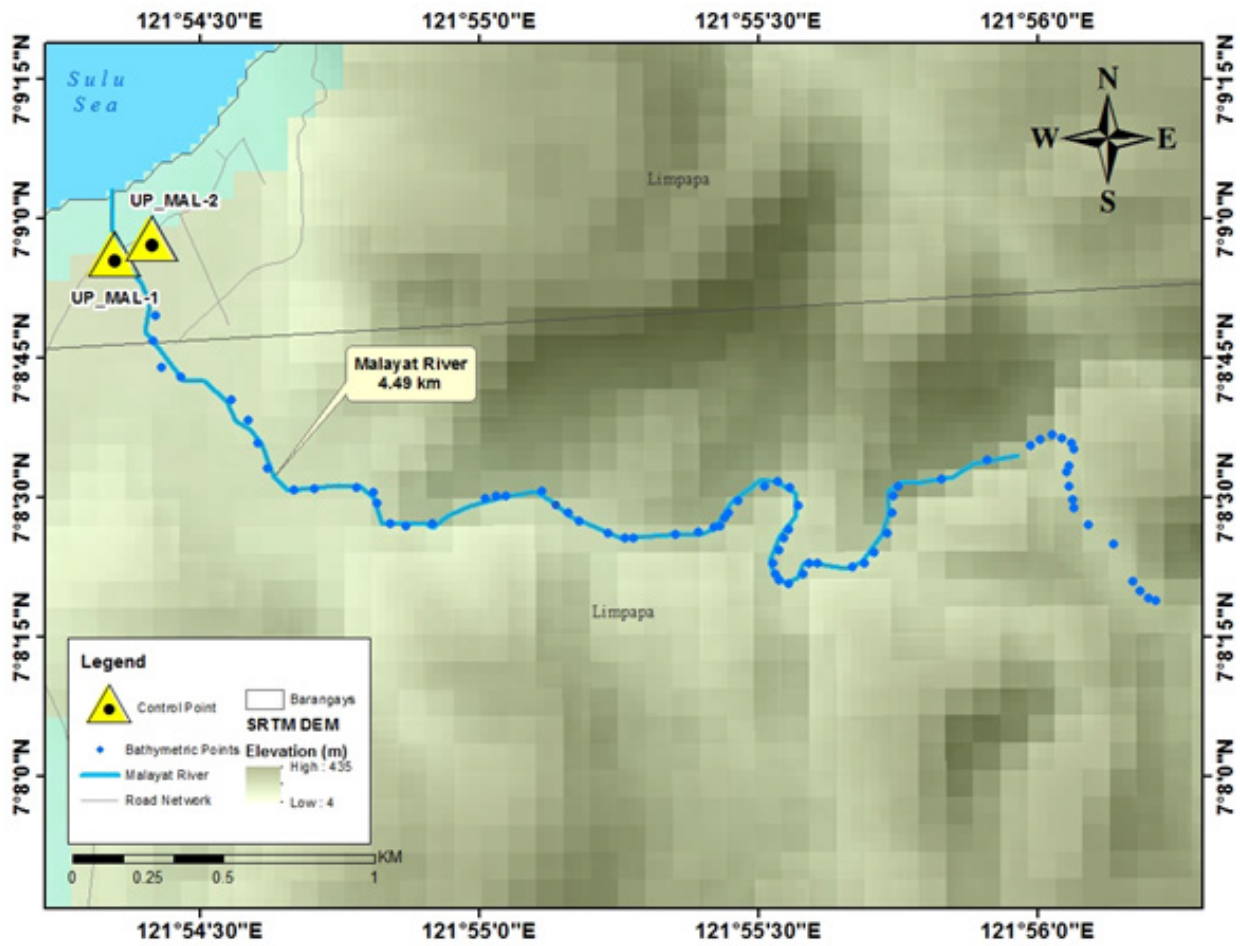 121°54'30"E 121°55'0"E 121°55'30"E 121°56'0"E
7°9'15"N
7°9'15"N
Sulu
Sea
N
W E
S
Limpapa
UP_MAL-2
7°9'0"N
7°9'0"N
UP_MAL-1
7°8'45"N
7°8'45"N
Malayat River
4.49 km
7°8'30"N
7°8'30"N
Limpapa
7°8'15"N
7°8'15"N
Legend
Control Point
Bathymetric Points
Malayat River
Road Network
Barangays
SRTM DEM
Elevation (m)
High : 435
Low : 4
7°8'0"N
7°8'0"N
KM
0 0.25 0.5 1
121°54'30"E 121°55'0"E 121°55'30"E 121°56'0"E